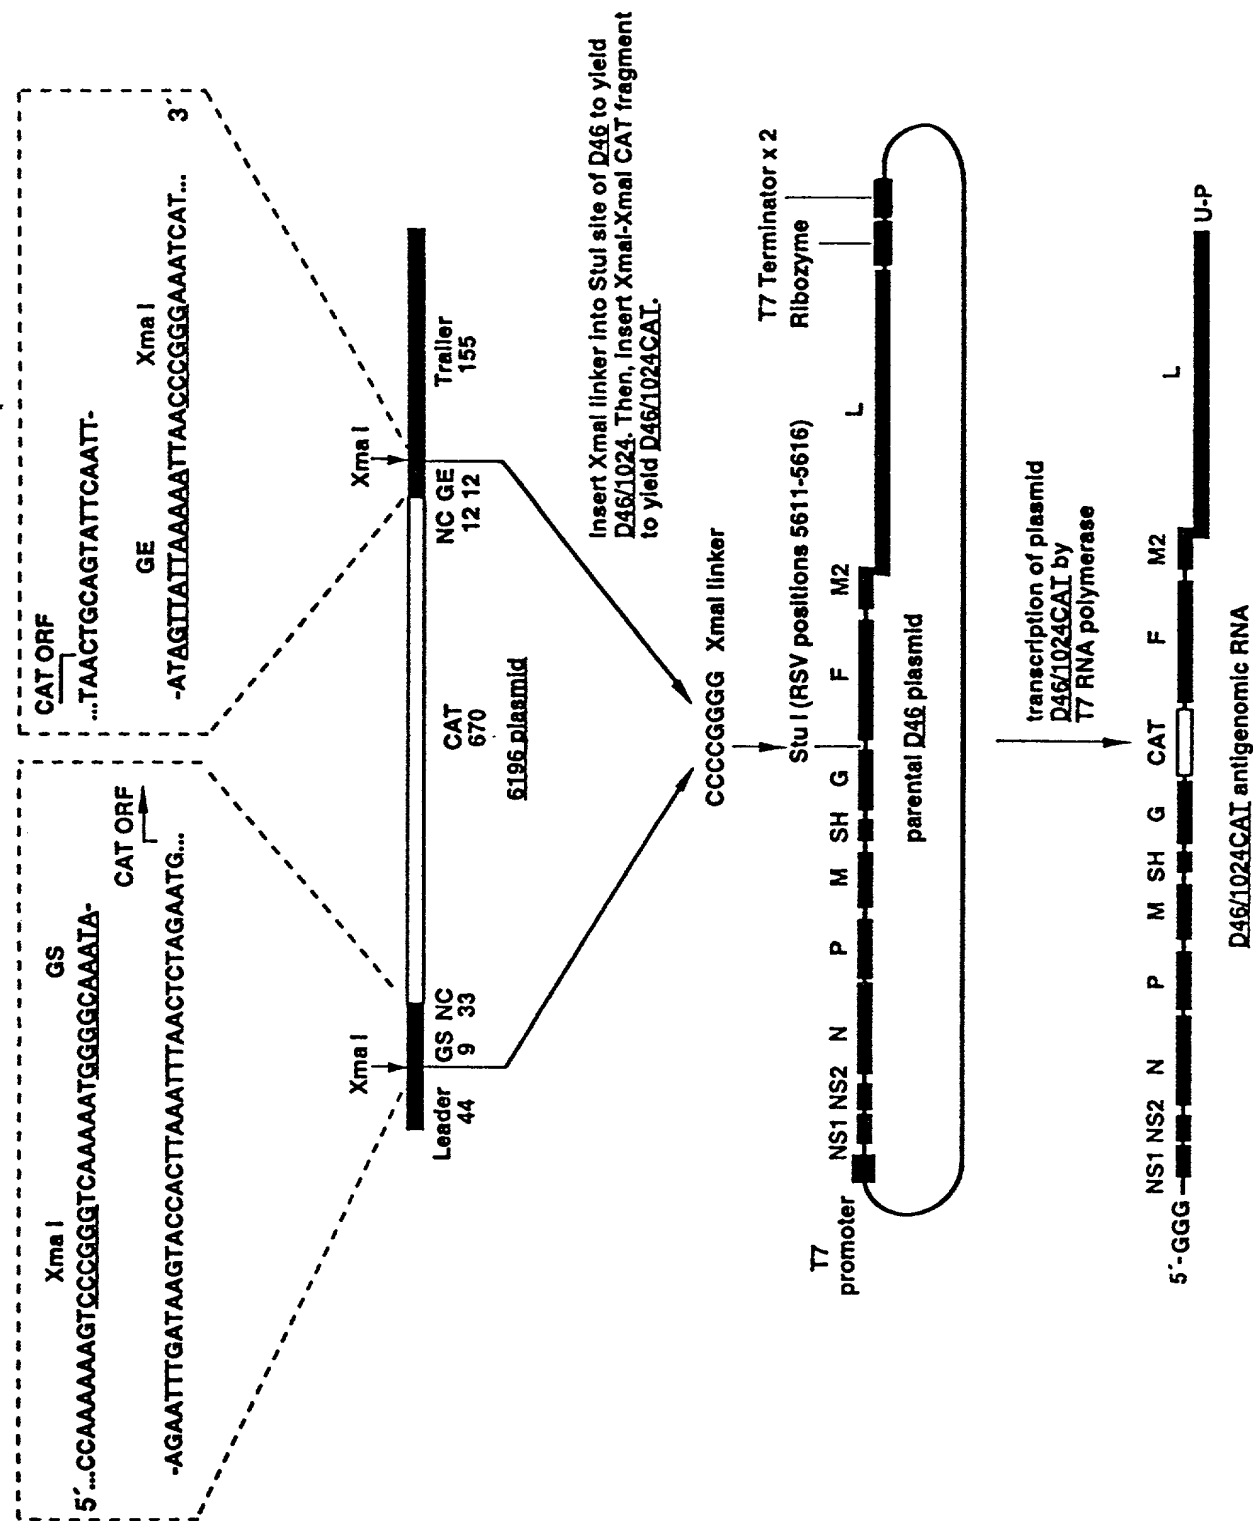 Xma I
GS
5´...CCAAAAAGTCCCGGGTCAAAAATGGGGCAAATA-
CAT ORF
-AGAATTTGATAAGTACCACTTAAATTTAACTCTAGAATG...
CAT ORF
...TAACTGCAGTATTCAATT-
GE
Xma I
-ATAGTTATTAAAAATTAACCCGGGAAATCAT...
3´
Xma I
Xma I
Leader
44
GS
9
NC
33
CAT
670
NC
12
GE
12
Trailer
155
6196 plasmid
Insert XmaI linker into StuI site of D46 to yield
D46/1024. Then, insert XmaI-XmaI CAT fragment
to yield D46/1024CAT.
CCCCGGGG XmaI linker
Stu I (RSV positions 5611-5616)
T7 Terminator x 2
Ribozyme
T7
promoter
NS1 NS2 N P M SH G F M2 L
parental D46 plasmid
transcription of plasmid
D46/1024CAT by
T7 RNA polymerase
NS1 NS2 N P M SH G CAT F M2 L
5´-GGG
U-P
D46/1024CAT antigenomic RNA